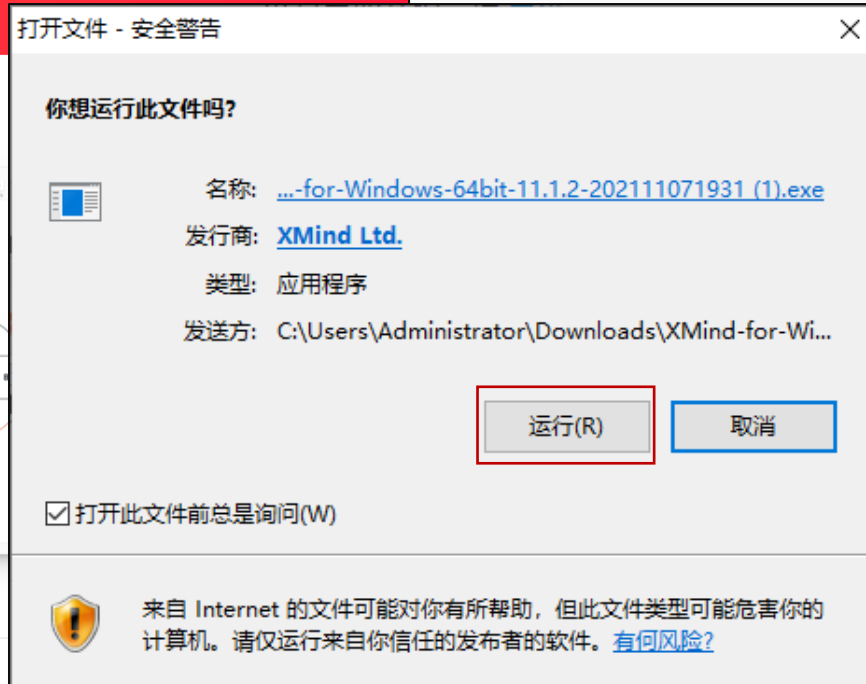 打开文件 - 安全警告
你想运行此文件吗?
名称: ...-for-Windows-64bit-11.1.2-202111071931 (1).exe
发行商: XMind Ltd.
类型: 应用程序
发送方: C:\Users\Administrator\Downloads\XMind-for-Wi...
运行(R) 取消
打开此文件前总是询问(W)
来自 Internet 的文件可能对你有所帮助，但此文件类型可能危害你的
计算机。请仅运行来自你信任的发布者的软件。有何风险?